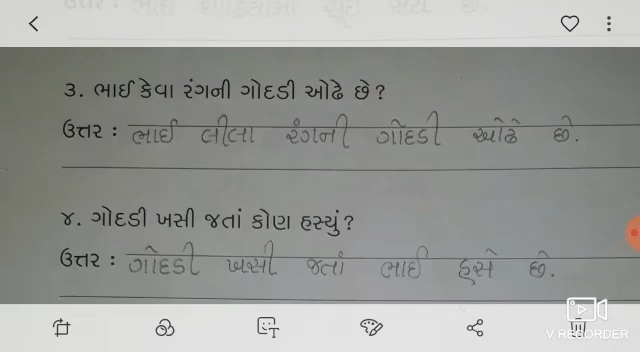 ૩. ભાઈ કેવા રંગની ગોદડી ઓઢે છે?
ઉત્તર : ભાઈ લીલા રંગની ગોદડી ઓઢે છે.
૪. ગોદડી ખસી જતાં કોણ હસ્યું?
ઉત્તર : ગોદડી ખસી જતાં ભાઈ હસે છે.
V RECORDER